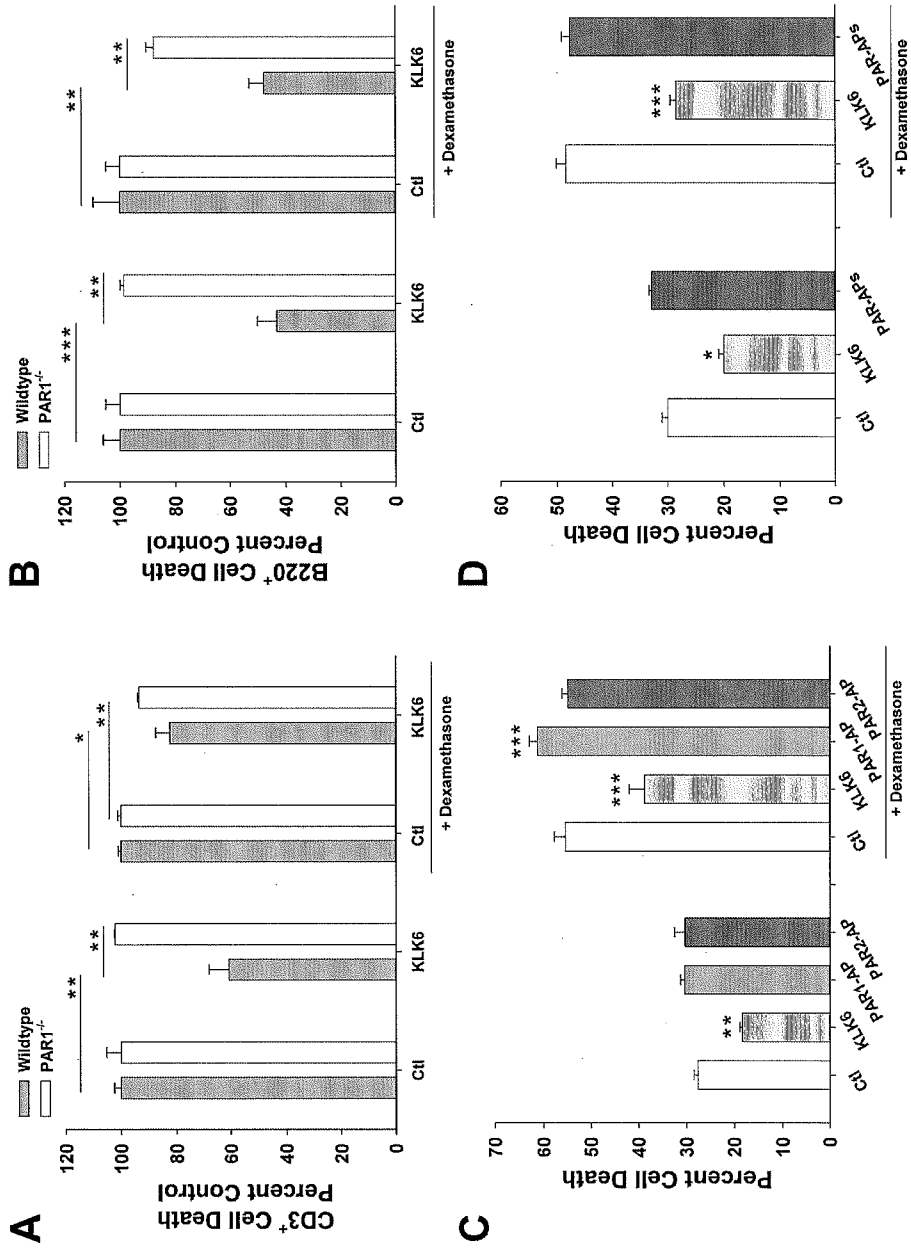 A
CD3+ Cell Death
Percent Control
120
100
80
60
40
20
0
Wildtype
PAR1-/-
**
**
*
**
Ctl
KLK6
Ctl
KLK6
+ Dexamethasone
B
B220+ Cell Death
Percent Control
120
100
80
60
40
20
0
Wildtype
PAR1-/-
***
**
**
**
Ctl
KLK6
Ctl
KLK6
+ Dexamethasone
C
Percent Cell Death
70
60
50
40
30
20
10
0
**
***
***
Ctl
KLK6
PAR1-AP
PAR2-AP
Ctl
KLK6
PAR1-AP
PAR2-AP
+ Dexamethasone
D
Percent Cell Death
60
50
40
30
20
10
0
*
***
Ctl
KLK6
PAR-APs
Ctl
KLK6
PAR-APs
+ Dexamethasone